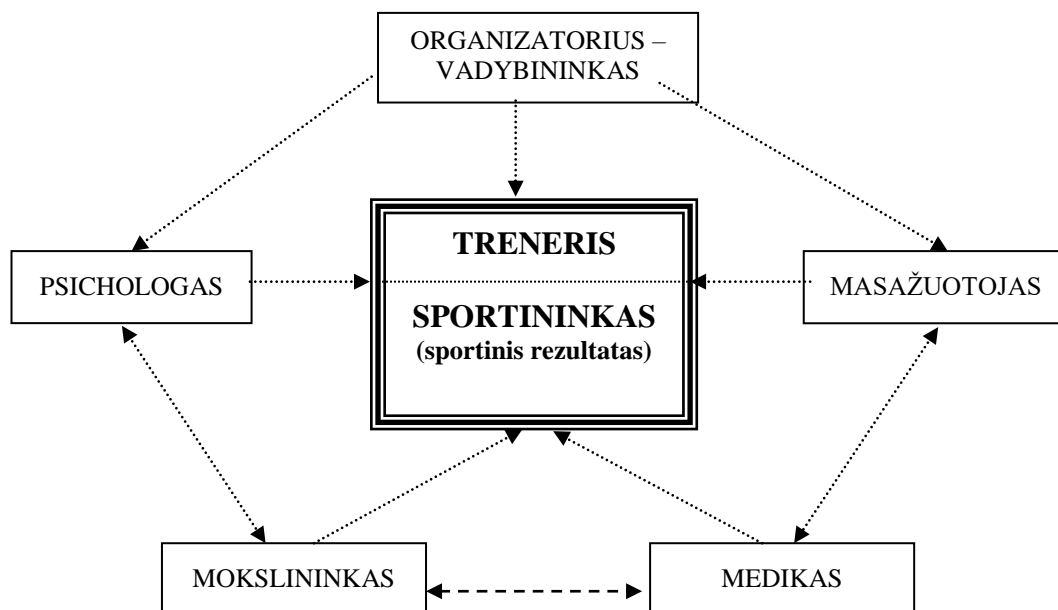 ORGANIZATORIUS –
VADYBININKAS
TRENERIS
PSICHOLOGAS
MASAŽUOTOJAS
SPORTININKAS
(sportinis rezultatas)
MOKSLININKAS
MEDIKAS